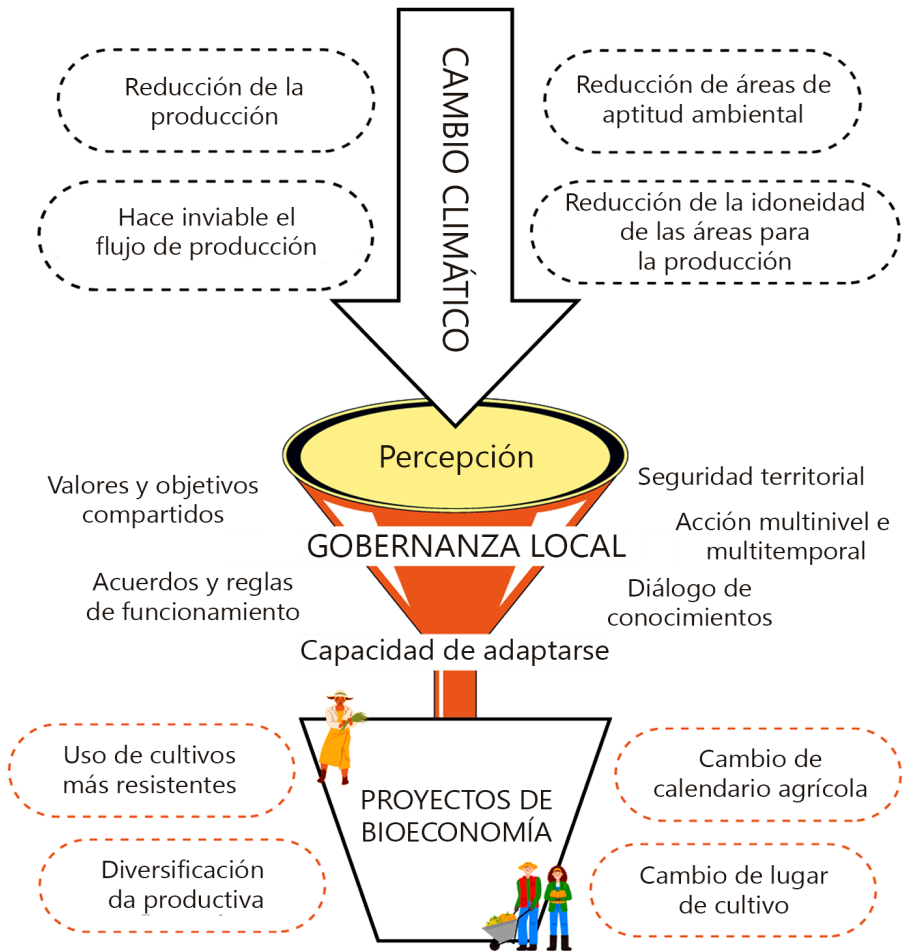 CAMBIO CLIMÁTICO
Reducción de la
producción
Reducción de áreas de
aptitud ambiental
Hace inviable el
flujo de producción
Reducción de la idoneidad
de las áreas para
la producción
Percepción
Valores y objetivos
compartidos
Seguridad territorial
GOBERNANZA LOCAL
Acción multinivel e
multitemporal
Acuerdos y reglas
de funcionamiento
Diálogo de
conocimientos
Capacidad de adaptarse
Uso de cultivos
más resistentes
Cambio de
calendario agrícola
PROYECTOS DE
BIOECONOMÍA
Diversificación
da productiva
Cambio de lugar
de cultivo